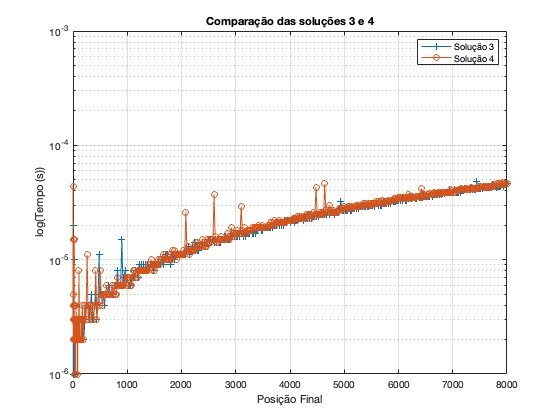 Comparação das soluções 3 e 4
Solução 3
Solução 4
log(Tempo (s))
10^-3
10^-4
10^-5
10^-6
0 1000 2000 3000 4000 5000 6000 7000 8000
Posição Final